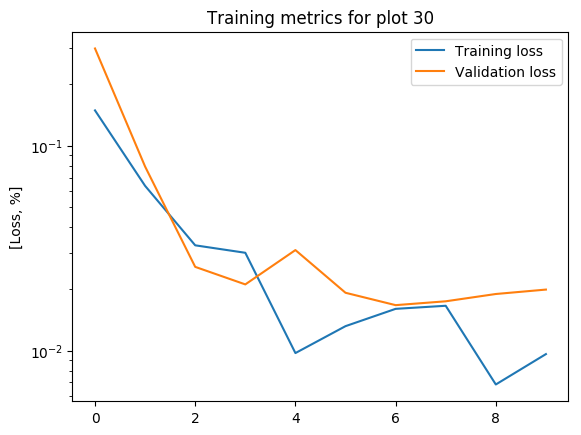 Training metrics for plot 30
Training loss
Validation loss
10⁻¹
[Loss, %]
10⁻²
0 2 4 6 8